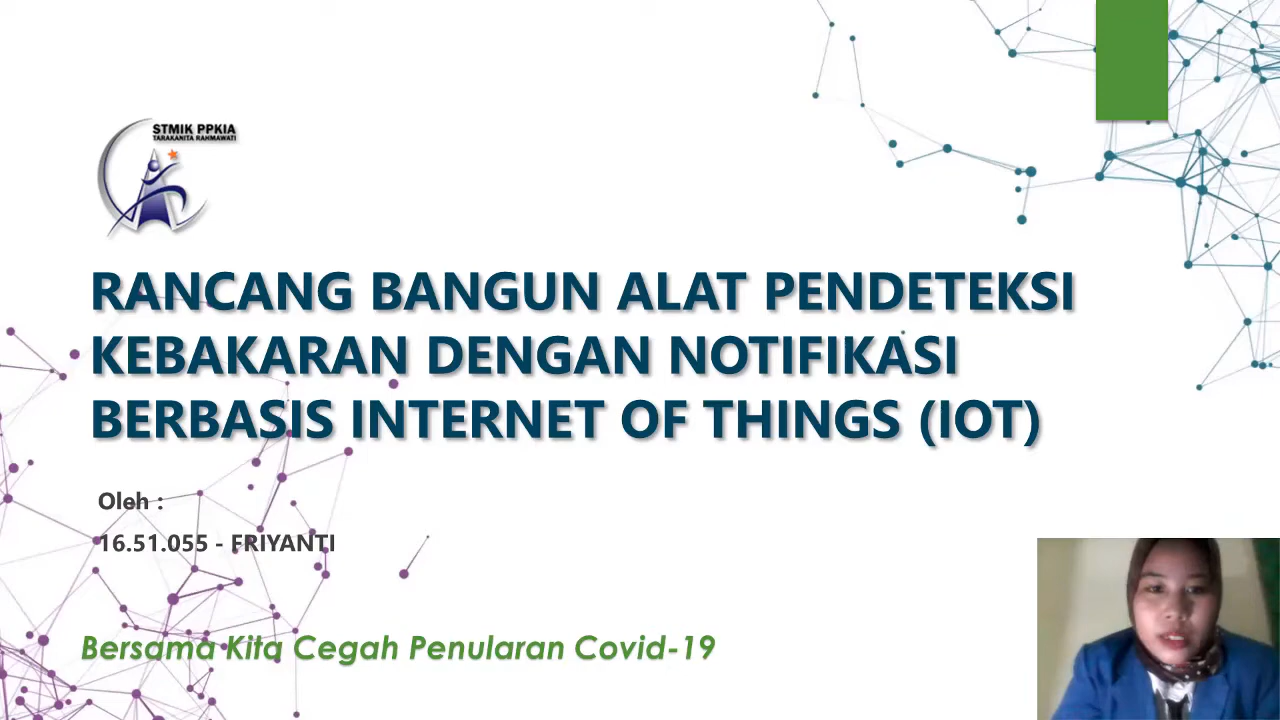 STMIK PPKIA
TARAKANITA RAHMAWATI
RANCANG BANGUN ALAT PENDETEKSI
KEBAKARAN DENGAN NOTIFIKASI
BERBASIS INTERNET OF THINGS (IOT)
Oleh :
16.51.055 - FRIYANTI
Bersama Kita Cegah Penularan Covid-19